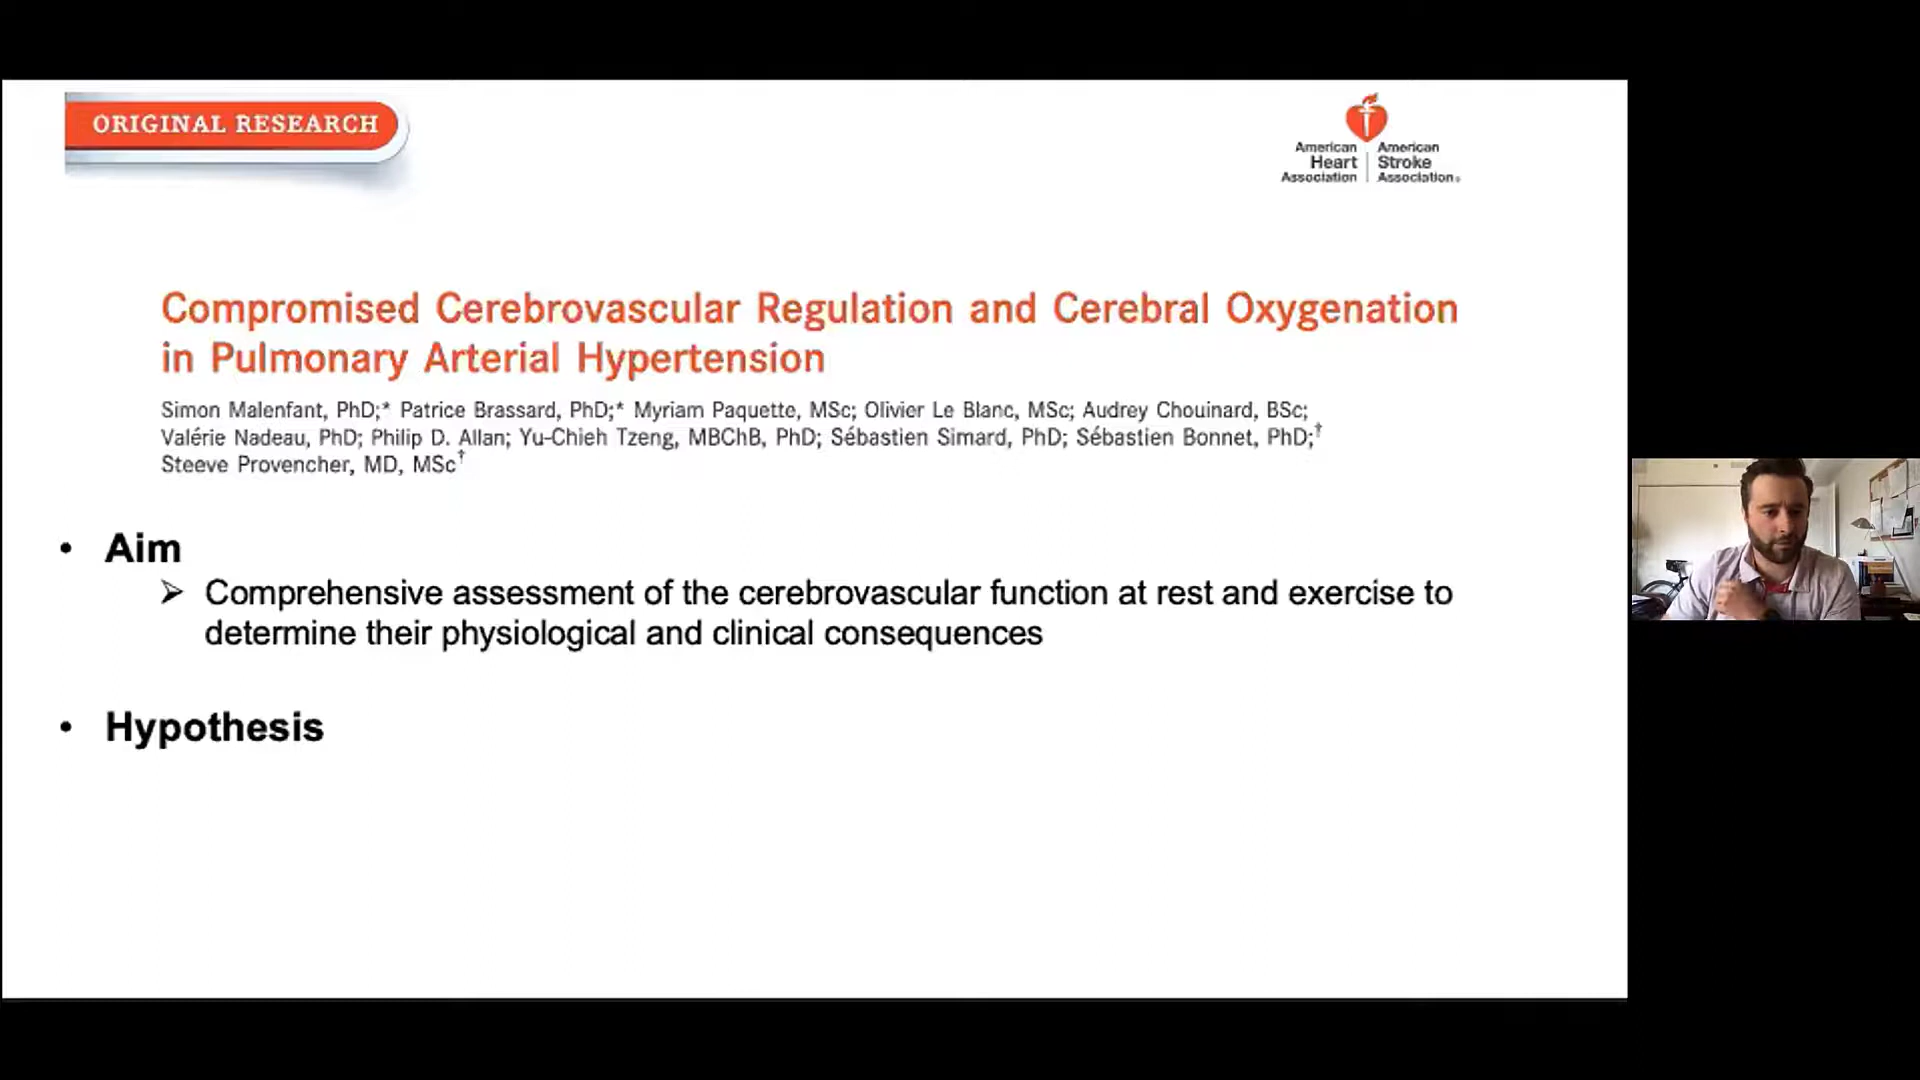 ORIGINAL RESEARCH
American
Heart
Association
American
Stroke
Association®
Compromised Cerebrovascular Regulation and Cerebral Oxygenation
in Pulmonary Arterial Hypertension
Simon Malenfant, PhD;* Patrice Brassard, PhD;* Myriam Paquette, MSc; Olivier Le Blanc, MSc; Audrey Chouinard, BSc;
Valérie Nadeau, PhD; Philip D. Allan; Yu-Chieh Tzeng, MBChB, PhD; Sébastien Simard, PhD; Sébastien Bonnet, PhD;†
Steeve Provencher, MD, MSc†
• Aim
➢ Comprehensive assessment of the cerebrovascular function at rest and exercise to
determine their physiological and clinical consequences
• Hypothesis